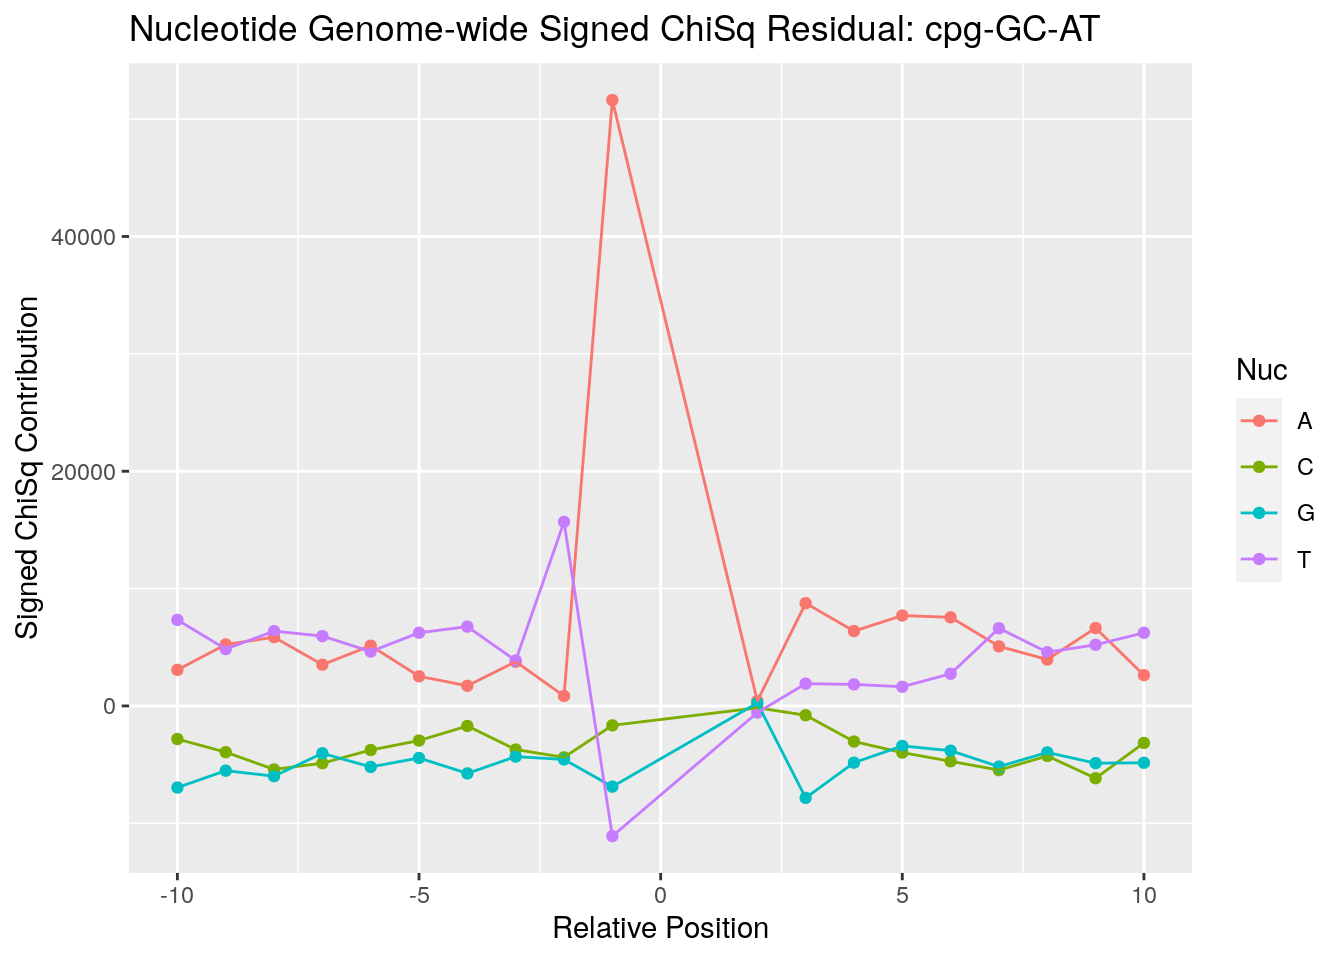 Nucleotide Genome-wide Signed ChiSq Residual: cpg-GC-AT
Signed ChiSq Contribution
40000
20000
0
-10
-5
0
5
10
Relative Position
Nuc
A
C
G
T